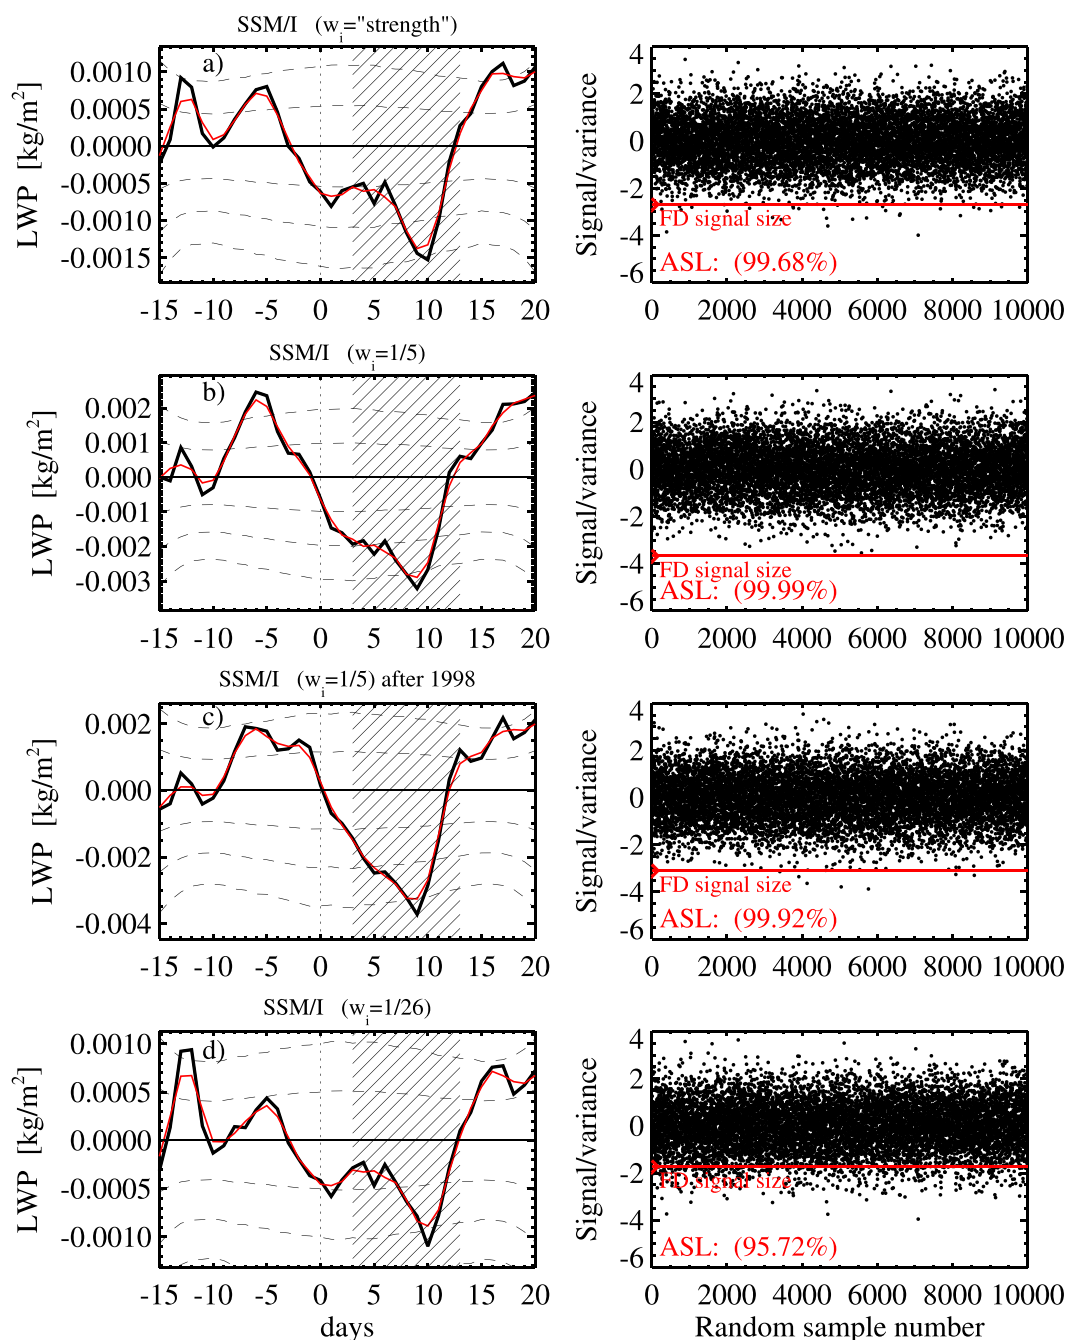 SSM/I (wi="strength")
a)
LWP [kg/m2]
0.0010
0.0005
0.0000
-0.0005
-0.0010
-0.0015
-15 -10 -5 0 5 10 15 20
Signal/variance
4
2
0
-2
-4
-6
FD signal size
ASL: (99.68%)
0 2000 4000 6000 8000 10000
SSM/I (wi=1/5)
b)
LWP [kg/m2]
0.002
0.001
0.000
-0.001
-0.002
-0.003
-15 -10 -5 0 5 10 15 20
Signal/variance
4
2
0
-2
-4
-6
FD signal size
ASL: (99.99%)
0 2000 4000 6000 8000 10000
SSM/I (wi=1/5) after 1998
c)
LWP [kg/m2]
0.002
0.000
-0.002
-0.004
-15 -10 -5 0 5 10 15 20
Signal/variance
4
2
0
-2
-4
-6
FD signal size
ASL: (99.92%)
0 2000 4000 6000 8000 10000
SSM/I (wi=1/26)
d)
LWP [kg/m2]
0.0010
0.0005
0.0000
-0.0005
-0.0010
-15 -10 -5 0 5 10 15 20
days
Signal/variance
4
2
0
-2
-4
-6
FD signal size
ASL: (95.72%)
0 2000 4000 6000 8000 10000
Random sample number